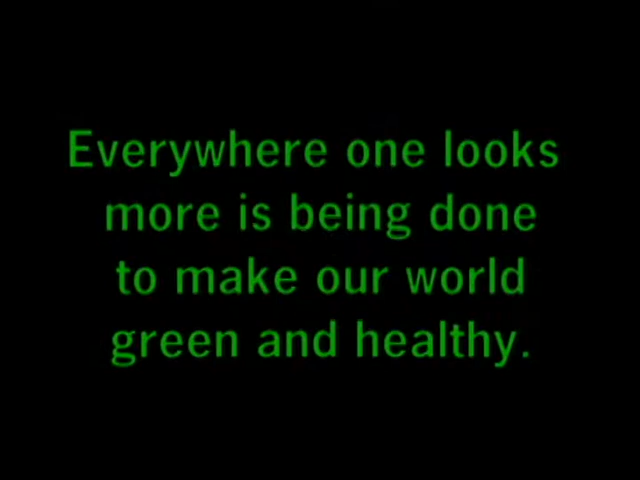 Everywhere one looks
more is being done
to make our world
green and healthy.